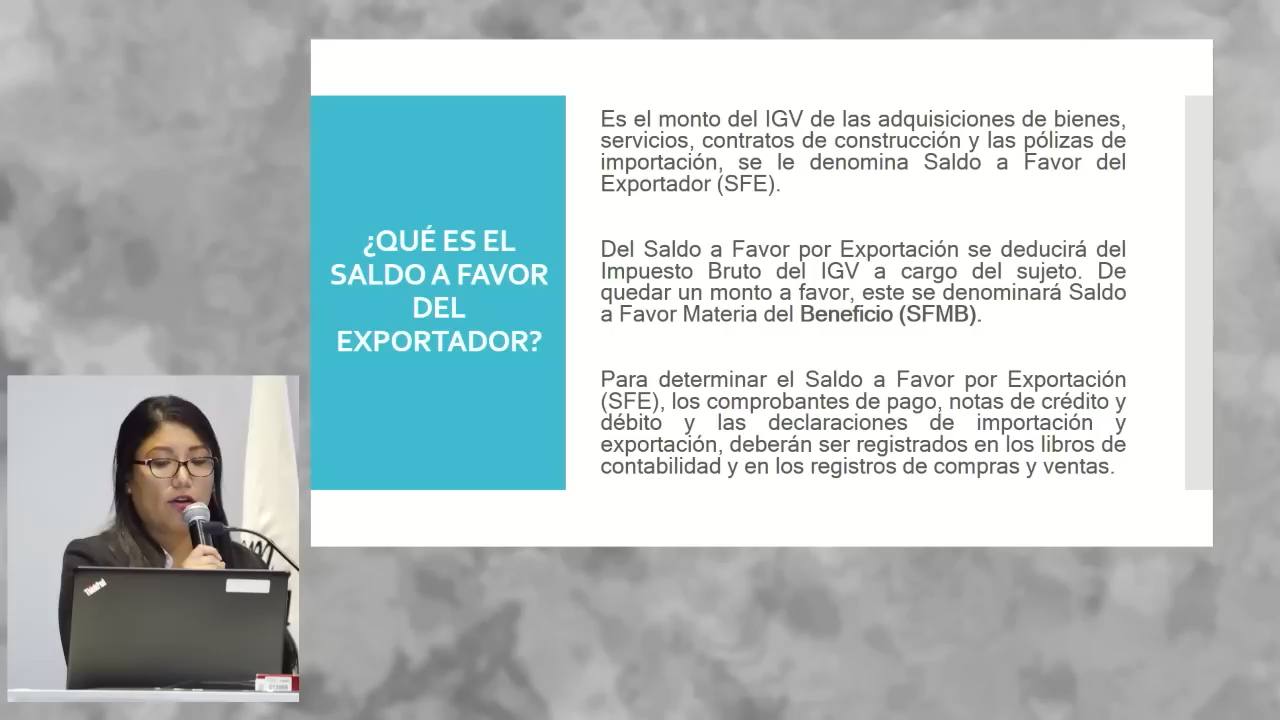 ¿QUÉ ES EL
SALDO A FAVOR
DEL
EXPORTADOR?
Es el monto del IGV de las adquisiciones de bienes,
servicios, contratos de construcción y las pólizas de
importación, se le denomina Saldo a Favor del
Exportador (SFE).
Del Saldo a Favor por Exportación se deducirá del
Impuesto Bruto del IGV a cargo del sujeto. De
quedar un monto a favor, este se denominará Saldo
a Favor Materia del Beneficio (SFMB).
Para determinar el Saldo a Favor por Exportación
(SFE), los comprobantes de pago, notas de crédito y
débito y las declaraciones de importación y
exportación, deberán ser registrados en los libros de
contabilidad y en los registros de compras y ventas.
ThinkPad